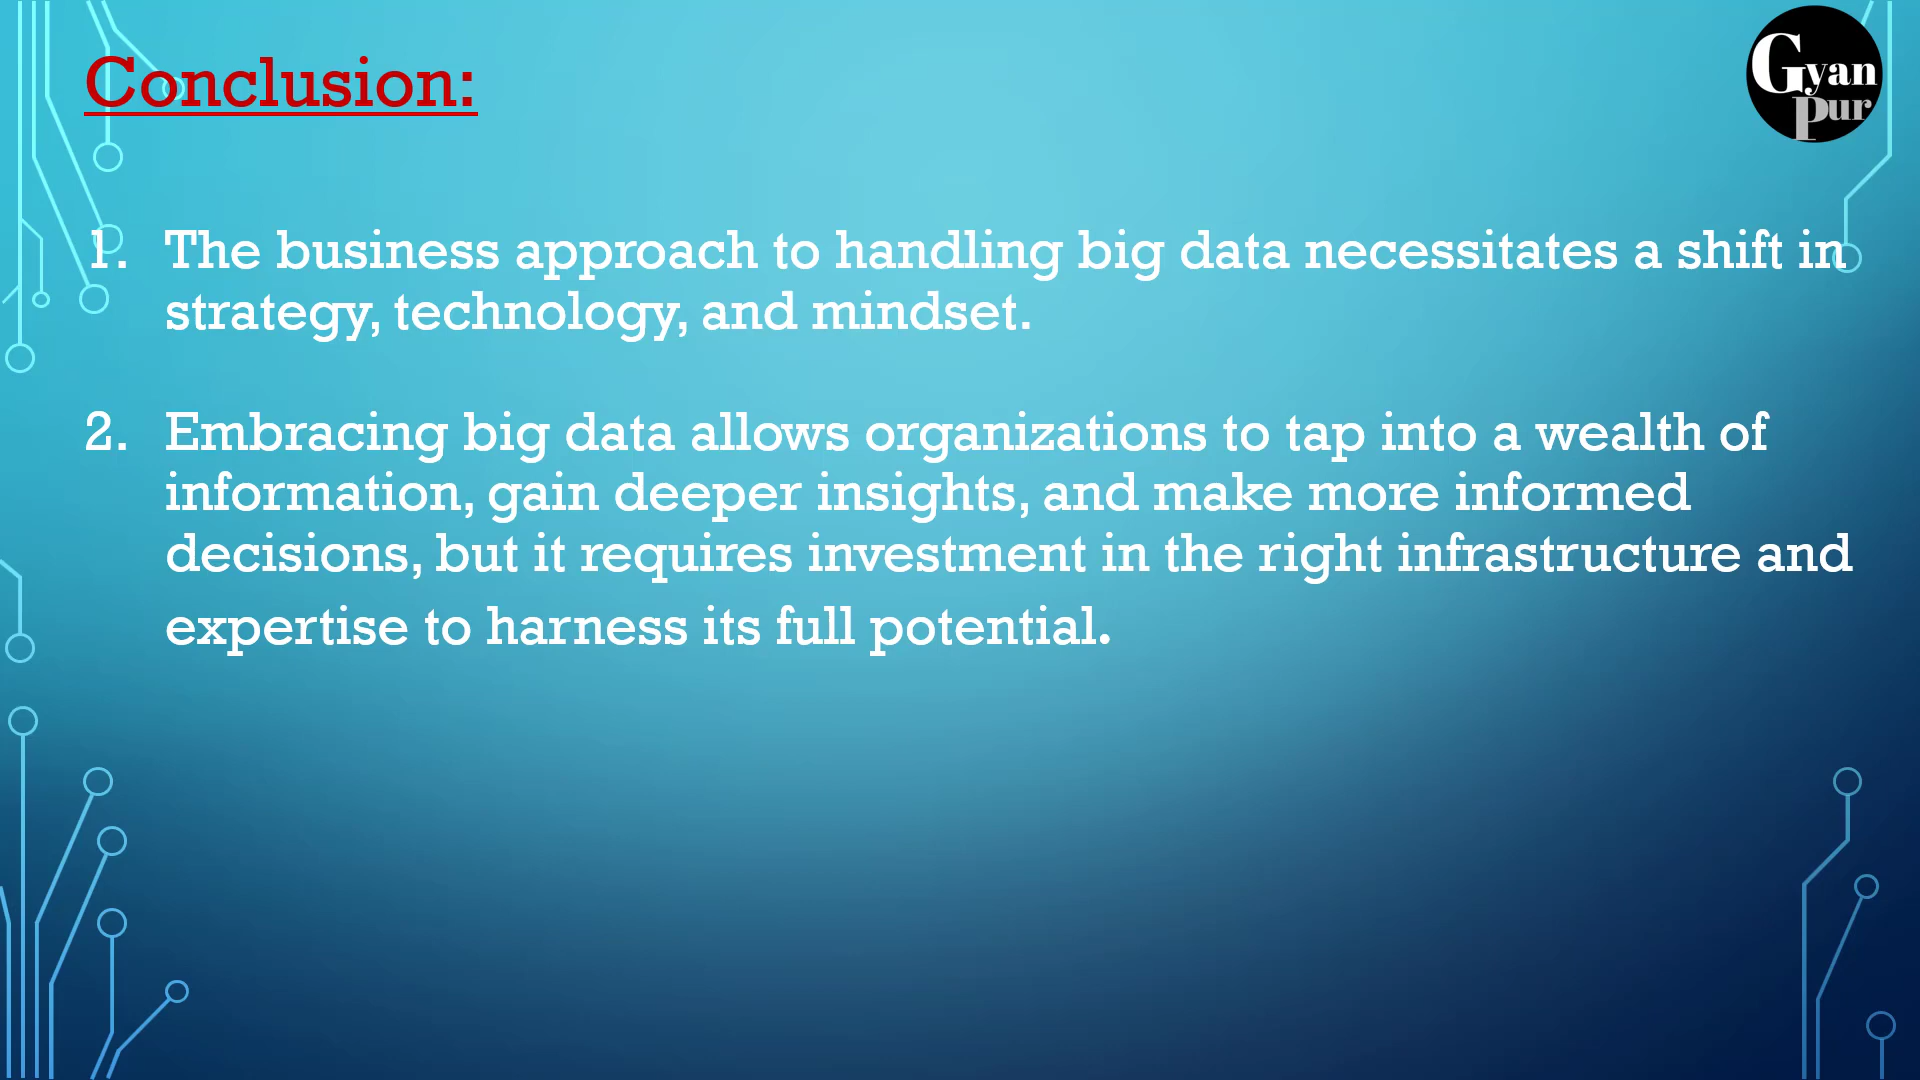 Conclusion:
Gyan
Pur
1. The business approach to handling big data necessitates a shift in
strategy, technology, and mindset.
2. Embracing big data allows organizations to tap into a wealth of
information, gain deeper insights, and make more informed
decisions, but it requires investment in the right infrastructure and
expertise to harness its full potential.